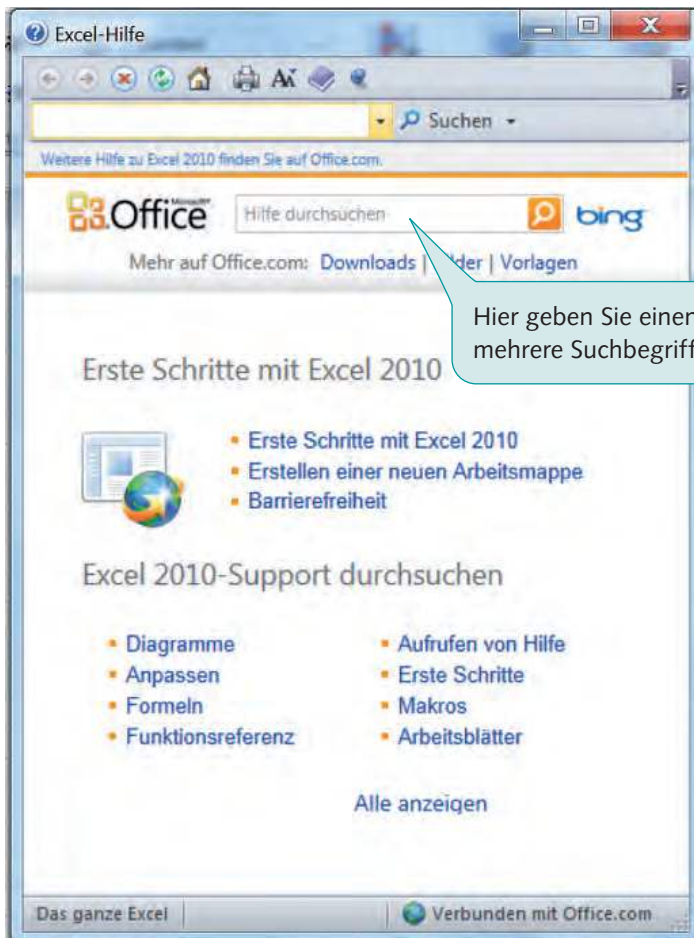 Excel-Hilfe
Suchen
Weitere Hilfe zu Excel 2010 finden Sie auf Office.com.
Microsoft® Office
Hilfe durchsuchen
bing
Mehr auf Office.com: Downloads | | Vorlagen
Hier geben Sie
mehrere
Erste Schritte mit Excel 2010
Erste Schritte mit Excel 2010
Erstellen einer neuen Arbeitsmappe
Barrierefreiheit
Excel 2010-Support durchsuchen
Diagramme
Aufrufen von Hilfe
Anpassen
Erste Schritte
Formeln
Makros
Funktionsreferenz
Arbeitsblätter
Alle anzeigen
Das ganze Excel
Verbunden mit Office.com